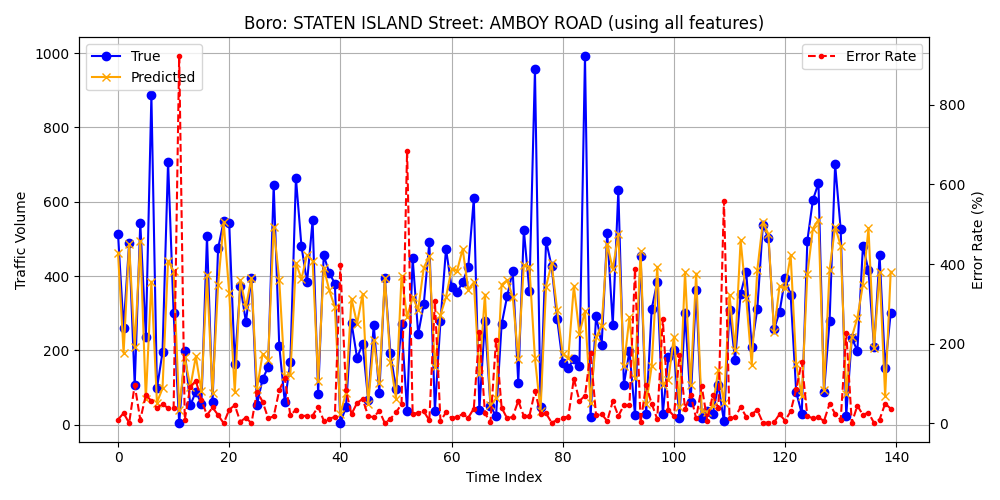 Boro: STATEN ISLAND Street: AMBOY ROAD (using all features)
True
Predicted
Error Rate
Traffic Volume
1000
800
600
400
200
0
Error Rate (%)
800
600
400
200
0
0 20 40 60 80 100 120 140
Time Index